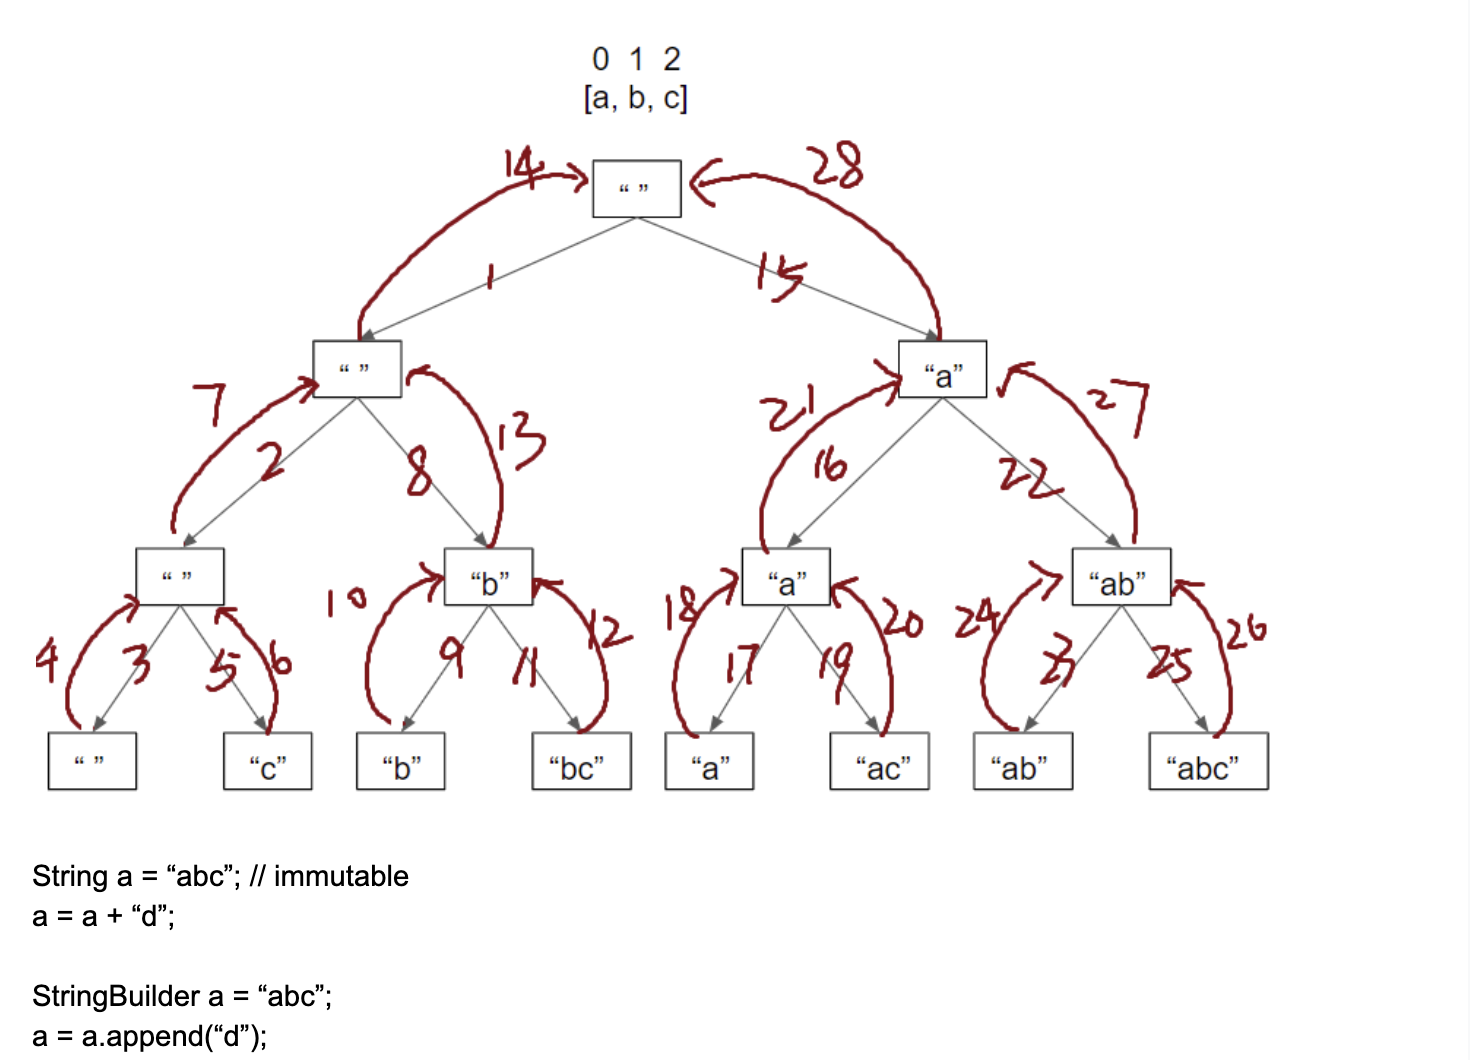 0 1 2
[a, b, c]
14 “ ” 28
1 15
“ ” “a”
7 2 8 13 21 16 22 27
“ ” “b” “a” “ab”
10 18 20 24 12 26
4 3 5 6 9 11 17 19 23 25
“ ” “c” “b” “bc” “a” “ac” “ab” “abc”
String a = “abc”; // immutable
a = a + “d”;
StringBuilder a = “abc”;
a = a.append(“d”);